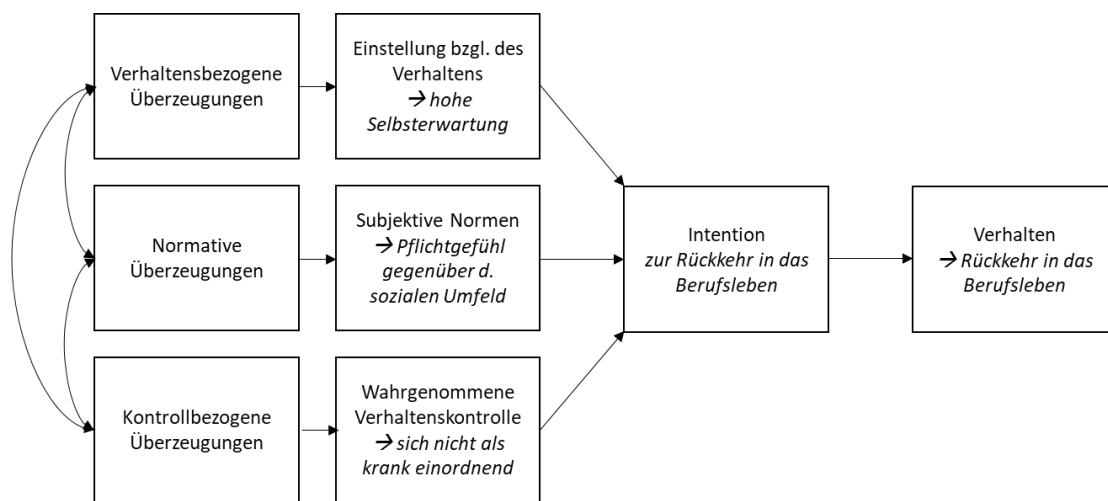 Verhaltensbezogene
Überzeugungen
Einstellung bzgl. des
Verhaltens
→ hohe
Selbsterwartung
Normative
Überzeugungen
Subjektive Normen
→ Pflichtgefühl
gegenüber d.
sozialen Umfeld
Kontrollbezogene
Überzeugungen
Wahrgenommene
Verhaltenskontrolle
→ sich nicht als
krank einordnend
Intention
zur Rückkehr in das
Berufsleben
Verhalten
→ Rückkehr in das
Berufsleben